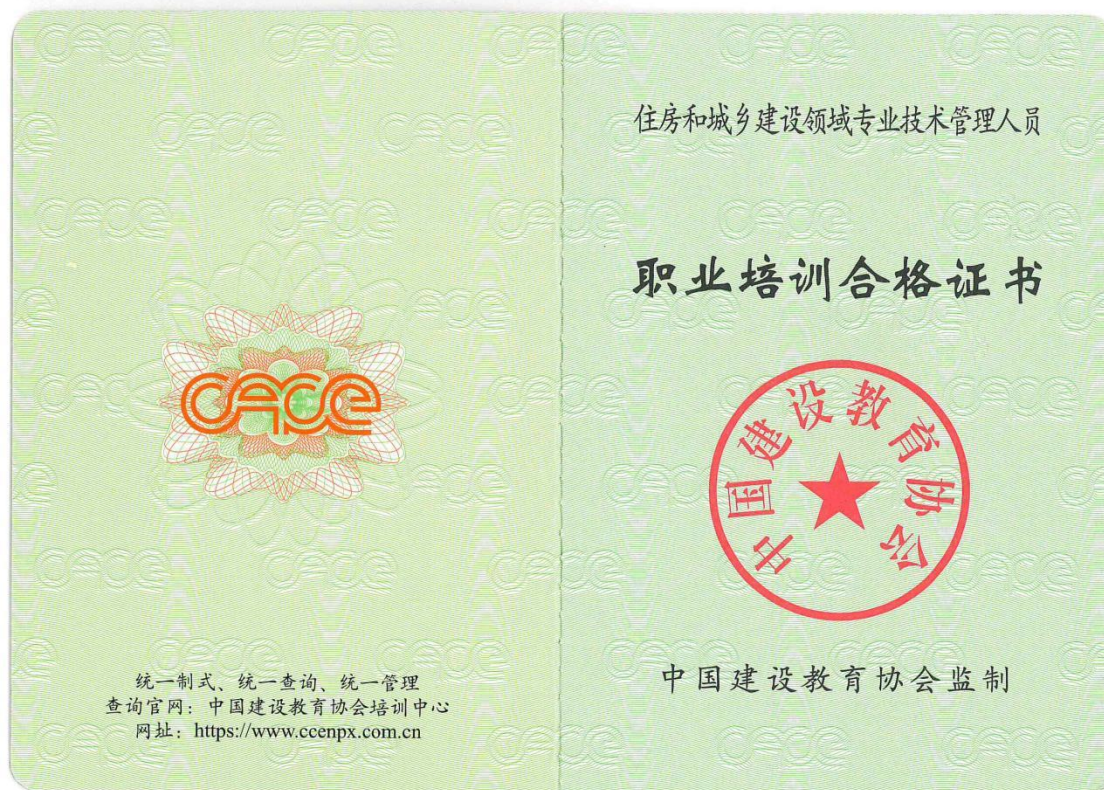 CACE
统一制式、统一查询、统一管理
查询官网：中国建设教育协会培训中心
网址：https://www.ccenpx.com.cn
住房和城乡建设领域专业技术管理人员
职业培训合格证书
中国建设教育协会
中国建设教育协会监制